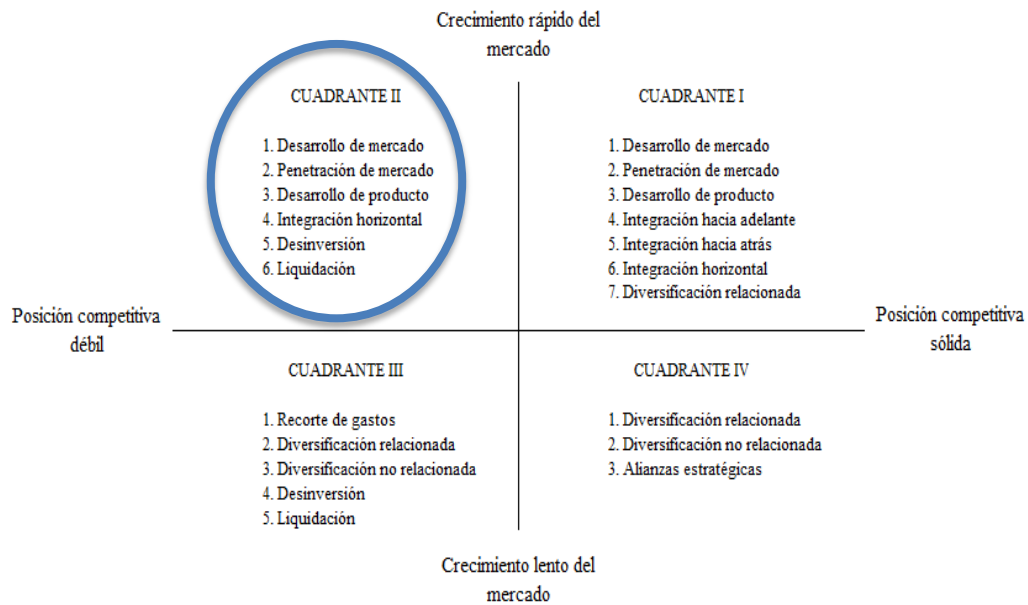 Crecimiento rápido del
mercado
CUADRANTE II
1. Desarrollo de mercado
2. Penetración de mercado
3. Desarrollo de producto
4. Integración horizontal
5. Desinversión
6. Liquidación
CUADRANTE I
1. Desarrollo de mercado
2. Penetración de mercado
3. Desarrollo de producto
4. Integración hacia adelante
5. Integración hacia atrás
6. Integración horizontal
7. Diversificación relacionada
Posición competitiva
débil
Posición competitiva
sólida
CUADRANTE III
1. Recorte de gastos
2. Diversificación relacionada
3. Diversificación no relacionada
4. Desinversión
5. Liquidación
CUADRANTE IV
1. Diversificación relacionada
2. Diversificación no relacionada
3. Alianzas estratégicas
Crecimiento lento del
mercado